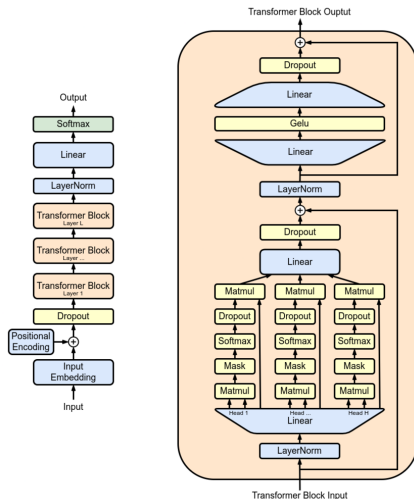 Output
Softmax
Linear
LayerNorm
Transformer Block
Layer L
Transformer Block
Layer ...
Transformer Block
Layer 1
Dropout
Positional
Encoding
+
Input
Embedding
Input
Transformer Block Ouptut
+
Dropout
Linear
Gelu
Linear
LayerNorm
+
Dropout
Linear
Matmul Matmul Matmul
Dropout Dropout Dropout
Softmax Softmax Softmax
Mask Mask Mask
Matmul Matmul Matmul
Head 1 Head ... Head H
Linear
LayerNorm
Transformer Block Input